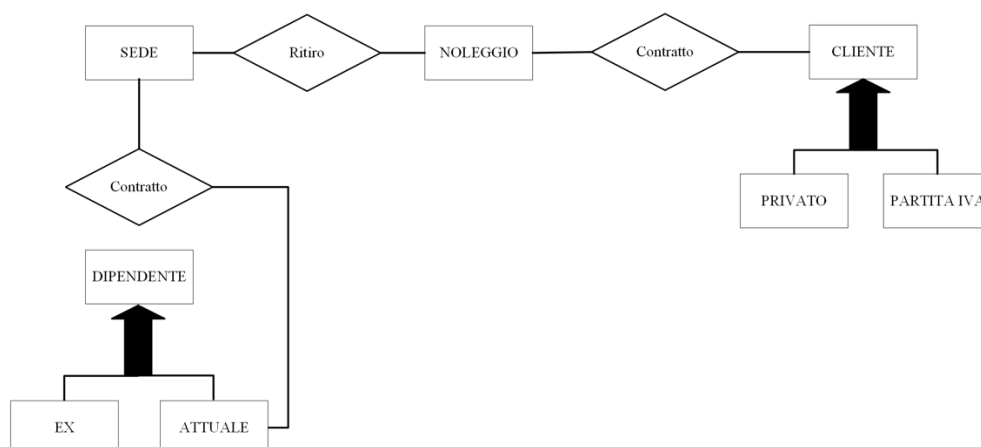 SEDE
Ritiro
NOLEGGIO
Contratto
CLIENTE
Contratto
PRIVATO
PARTITA IVA
DIPENDENTE
EX
ATTUALE